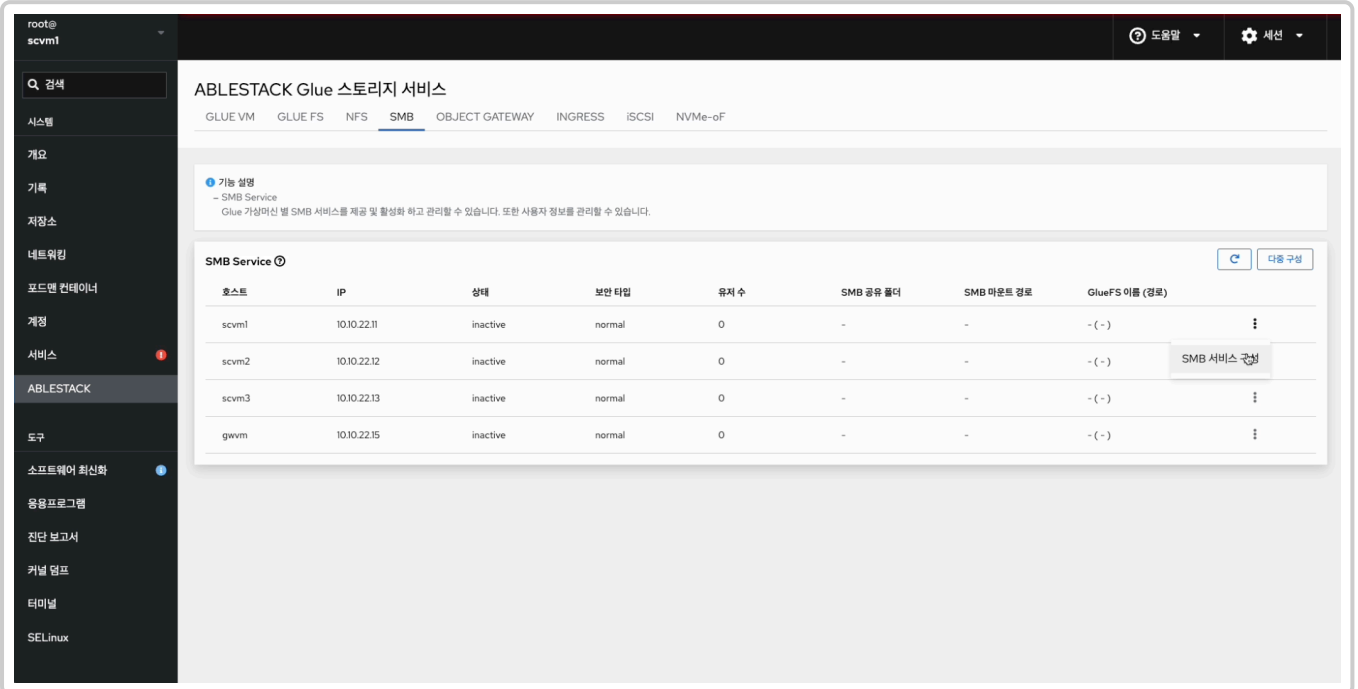 root@
scvm1
도움말
세션
검색
시스템
개요
기록
저장소
네트워킹
포드맨 컨테이너
계정
서비스
ABLESTACK
도구
소프트웨어 최신화
응용프로그램
진단 보고서
커널 덤프
터미널
SELinux
ABLESTACK Glue 스토리지 서비스
GLUE VM GLUE FS NFS SMB OBJECT GATEWAY INGRESS iSCSI NVMe-oF
기능 설명
– SMB Service
Glue 가상머신 별 SMB 서비스를 제공 및 활성화 하고 관리할 수 있습니다. 또한 사용자 정보를 관리할 수 있습니다.
SMB Service
다중 구성
호스트 IP 상태 보안 타입 유저 수 SMB 공유 폴더 SMB 마운트 경로 GlueFS 이름 (경로)
scvm1 10.10.22.11 inactive normal 0 - - - ( - )
scvm2 10.10.22.12 inactive normal 0 - - - ( - )
SMB 서비스 구성
scvm3 10.10.22.13 inactive normal 0 - - - ( - )
gwvm 10.10.22.15 inactive normal 0 - - - ( - )